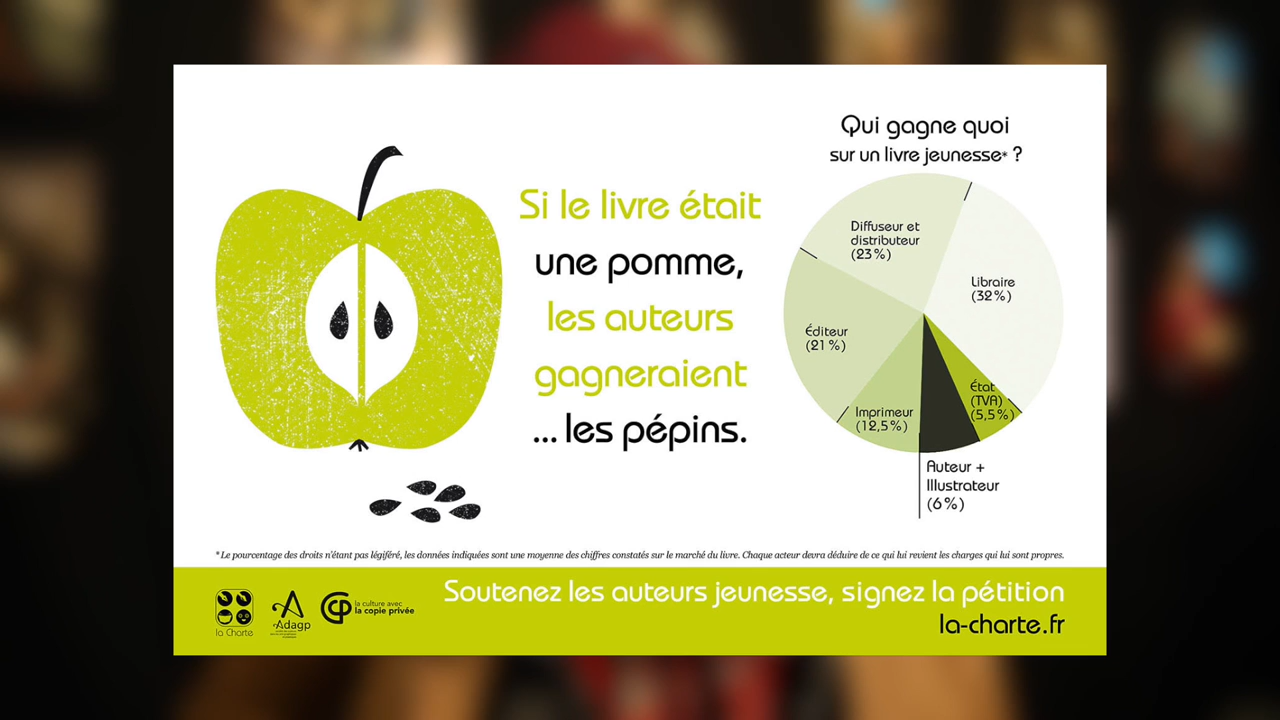 Si le livre était
une pomme,
les auteurs
gagneraient
... les pépins.
Qui gagne quoi
sur un livre jeunesse* ?
Diffuseur et
distributeur
(23%)
Libraire
(32%)
Éditeur
(21%)
État
(TVA)
(5,5%)
Imprimeur
(12,5%)
Auteur +
Illustrateur
(6%)
* Le pourcentage des droits n'étant pas légiféré, les données indiquées sont une moyenne des chiffres constatés sur le marché du livre. Chaque acteur devra déduire de ce qui lui revient les charges qui lui sont propres.
la Charte
Adagp
la culture avec
la copie privée
Soutenez les auteurs jeunesse, signez la pétition
la-charte.fr